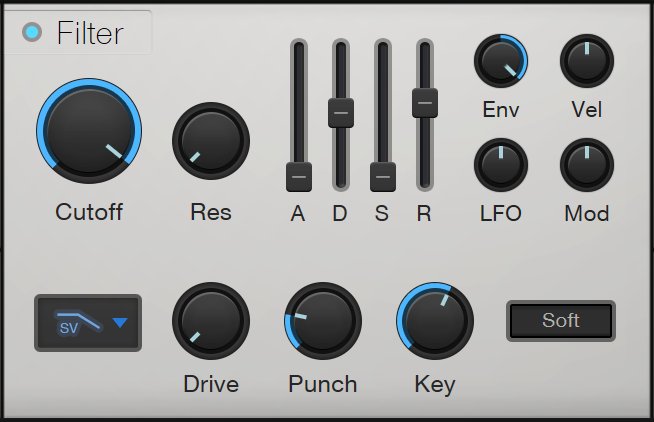 Filter
Cutoff
Res
A D S R
Env
Vel
LFO
Mod
SV
Drive
Punch
Key
Soft